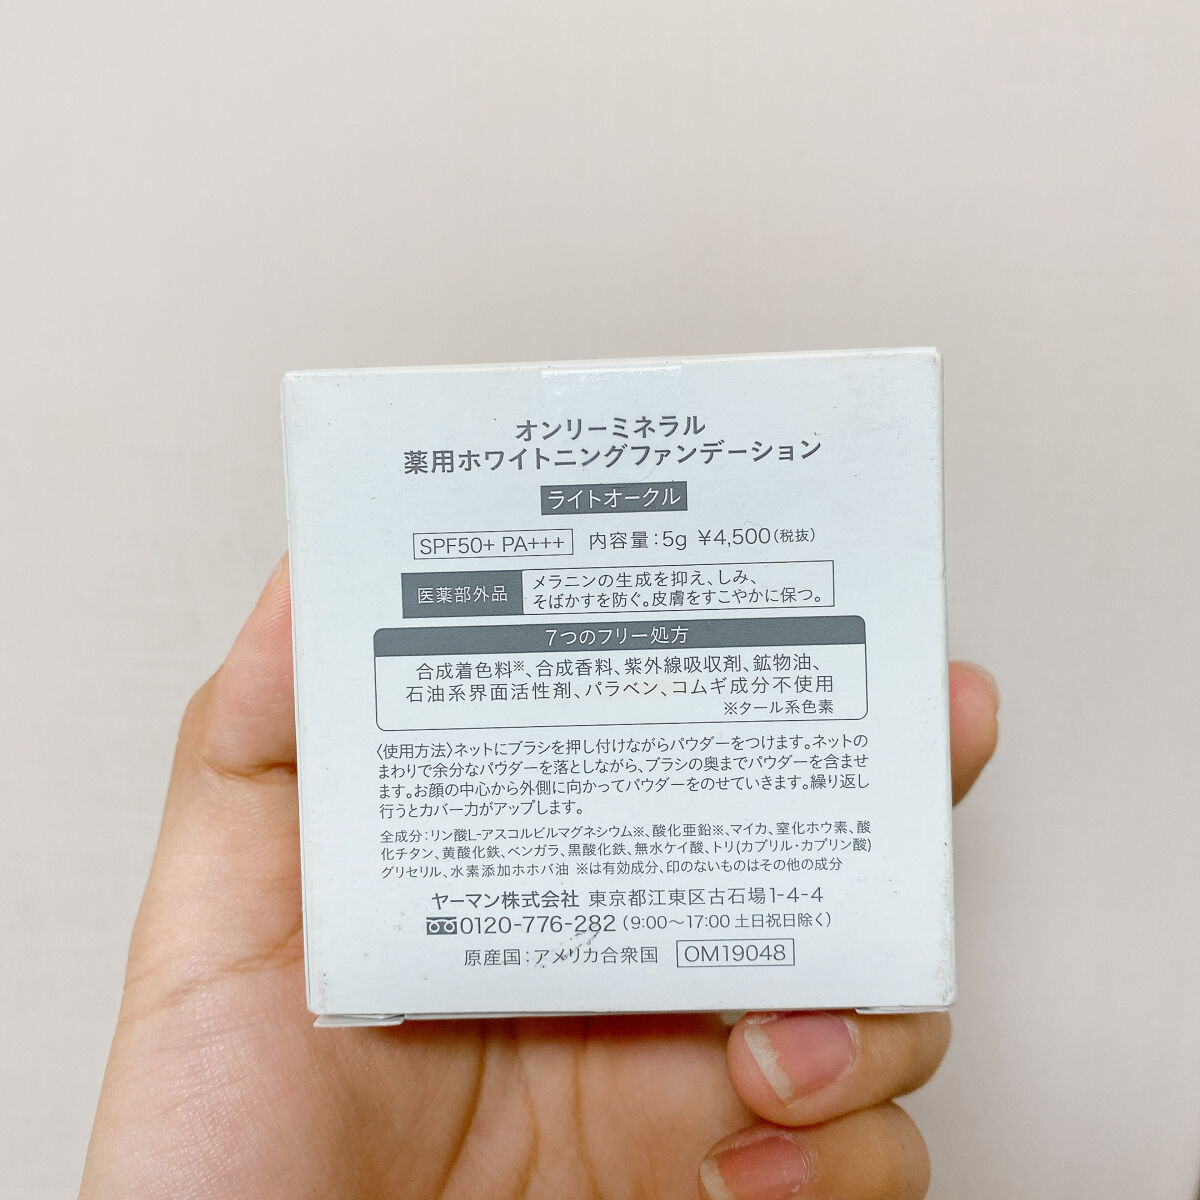 オンリーミネラル
薬用ホワイトニングファンデーション
ライトオークル
SPF50+ PA+++ 内容量:5g ¥4,500(税抜)
医薬部外品 メラニンの生成を抑え、しみ、
そばかすを防ぐ。皮膚をすこやかに保つ。
7つのフリー処方
合成着色料※、合成香料、紫外線吸収剤、鉱物油、
石油系界面活性剤、パラベン、コムギ成分不使用
※タール系色素
〈使用方法〉ネットにブラシを押し付けながらパウダーをつけます。ネットの
まわりで余分なパウダーを落としながら、ブラシの奥までパウダーを含ませ
ます。お顔の中心から外側に向かってパウダーをのせていきます。繰り返し
行うとカバー力がアップします。
全成分:リン酸L-アスコルビルマグネシウム※、酸化亜鉛※、マイカ、窒化ホウ素、酸
化チタン、黄酸化鉄、ベンガラ、黒酸化鉄、無水ケイ酸、トリ(カプリル・カプリン酸)
グリセリル、水素添加ホホバ油 ※は有効成分、印のないものはその他の成分
ヤーマン株式会社 東京都江東区古石場1-4-4
0120-776-282(9:00〜17:00 土日祝日除く)
原産国:アメリカ合衆国 OM19048